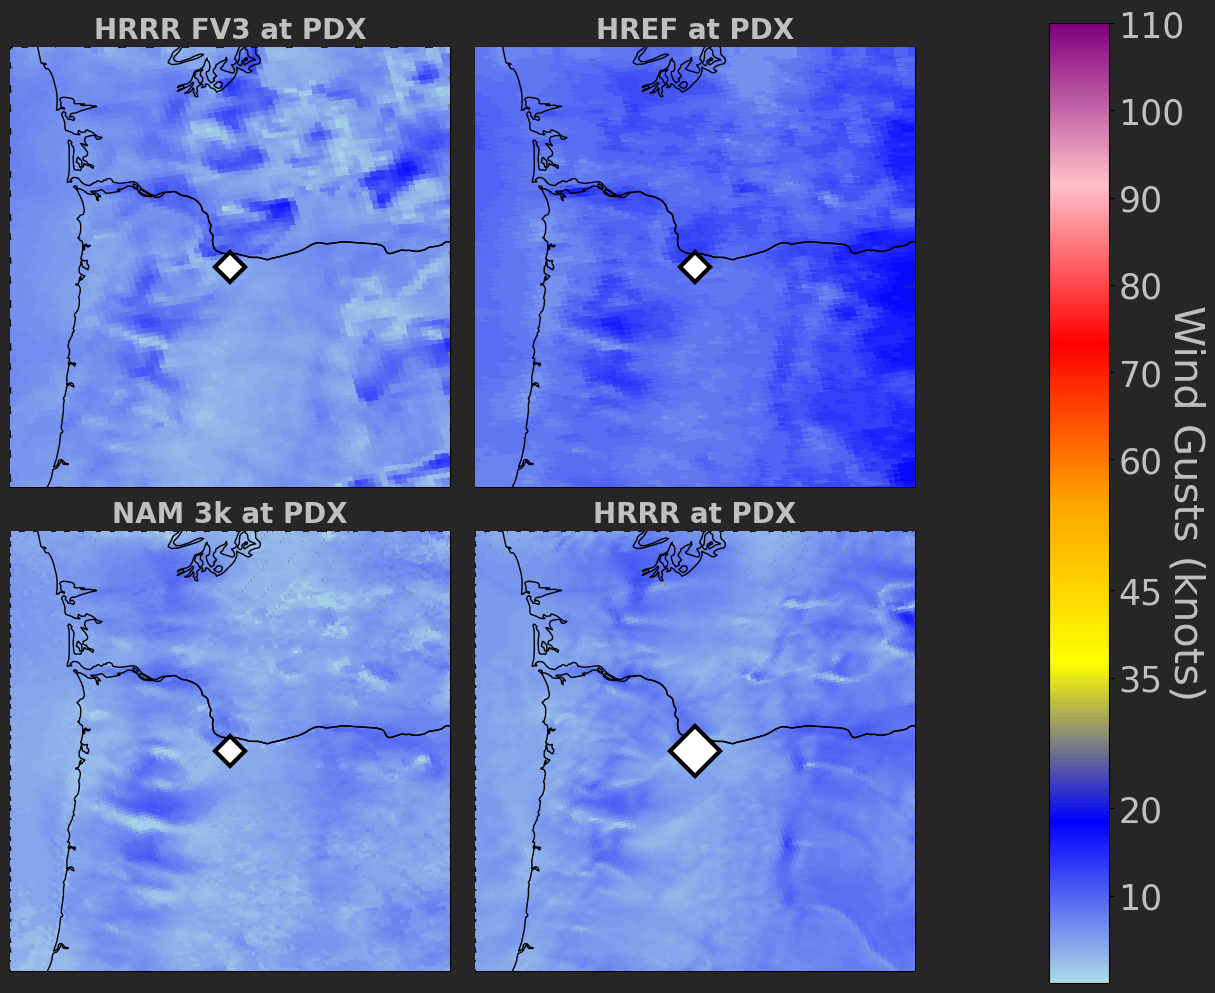 HRRR FV3 at PDX
HREF at PDX
NAM 3k at PDX
HRRR at PDX
110
100
90
80
70
60
45
35
20
10
Wind Gusts (knots)